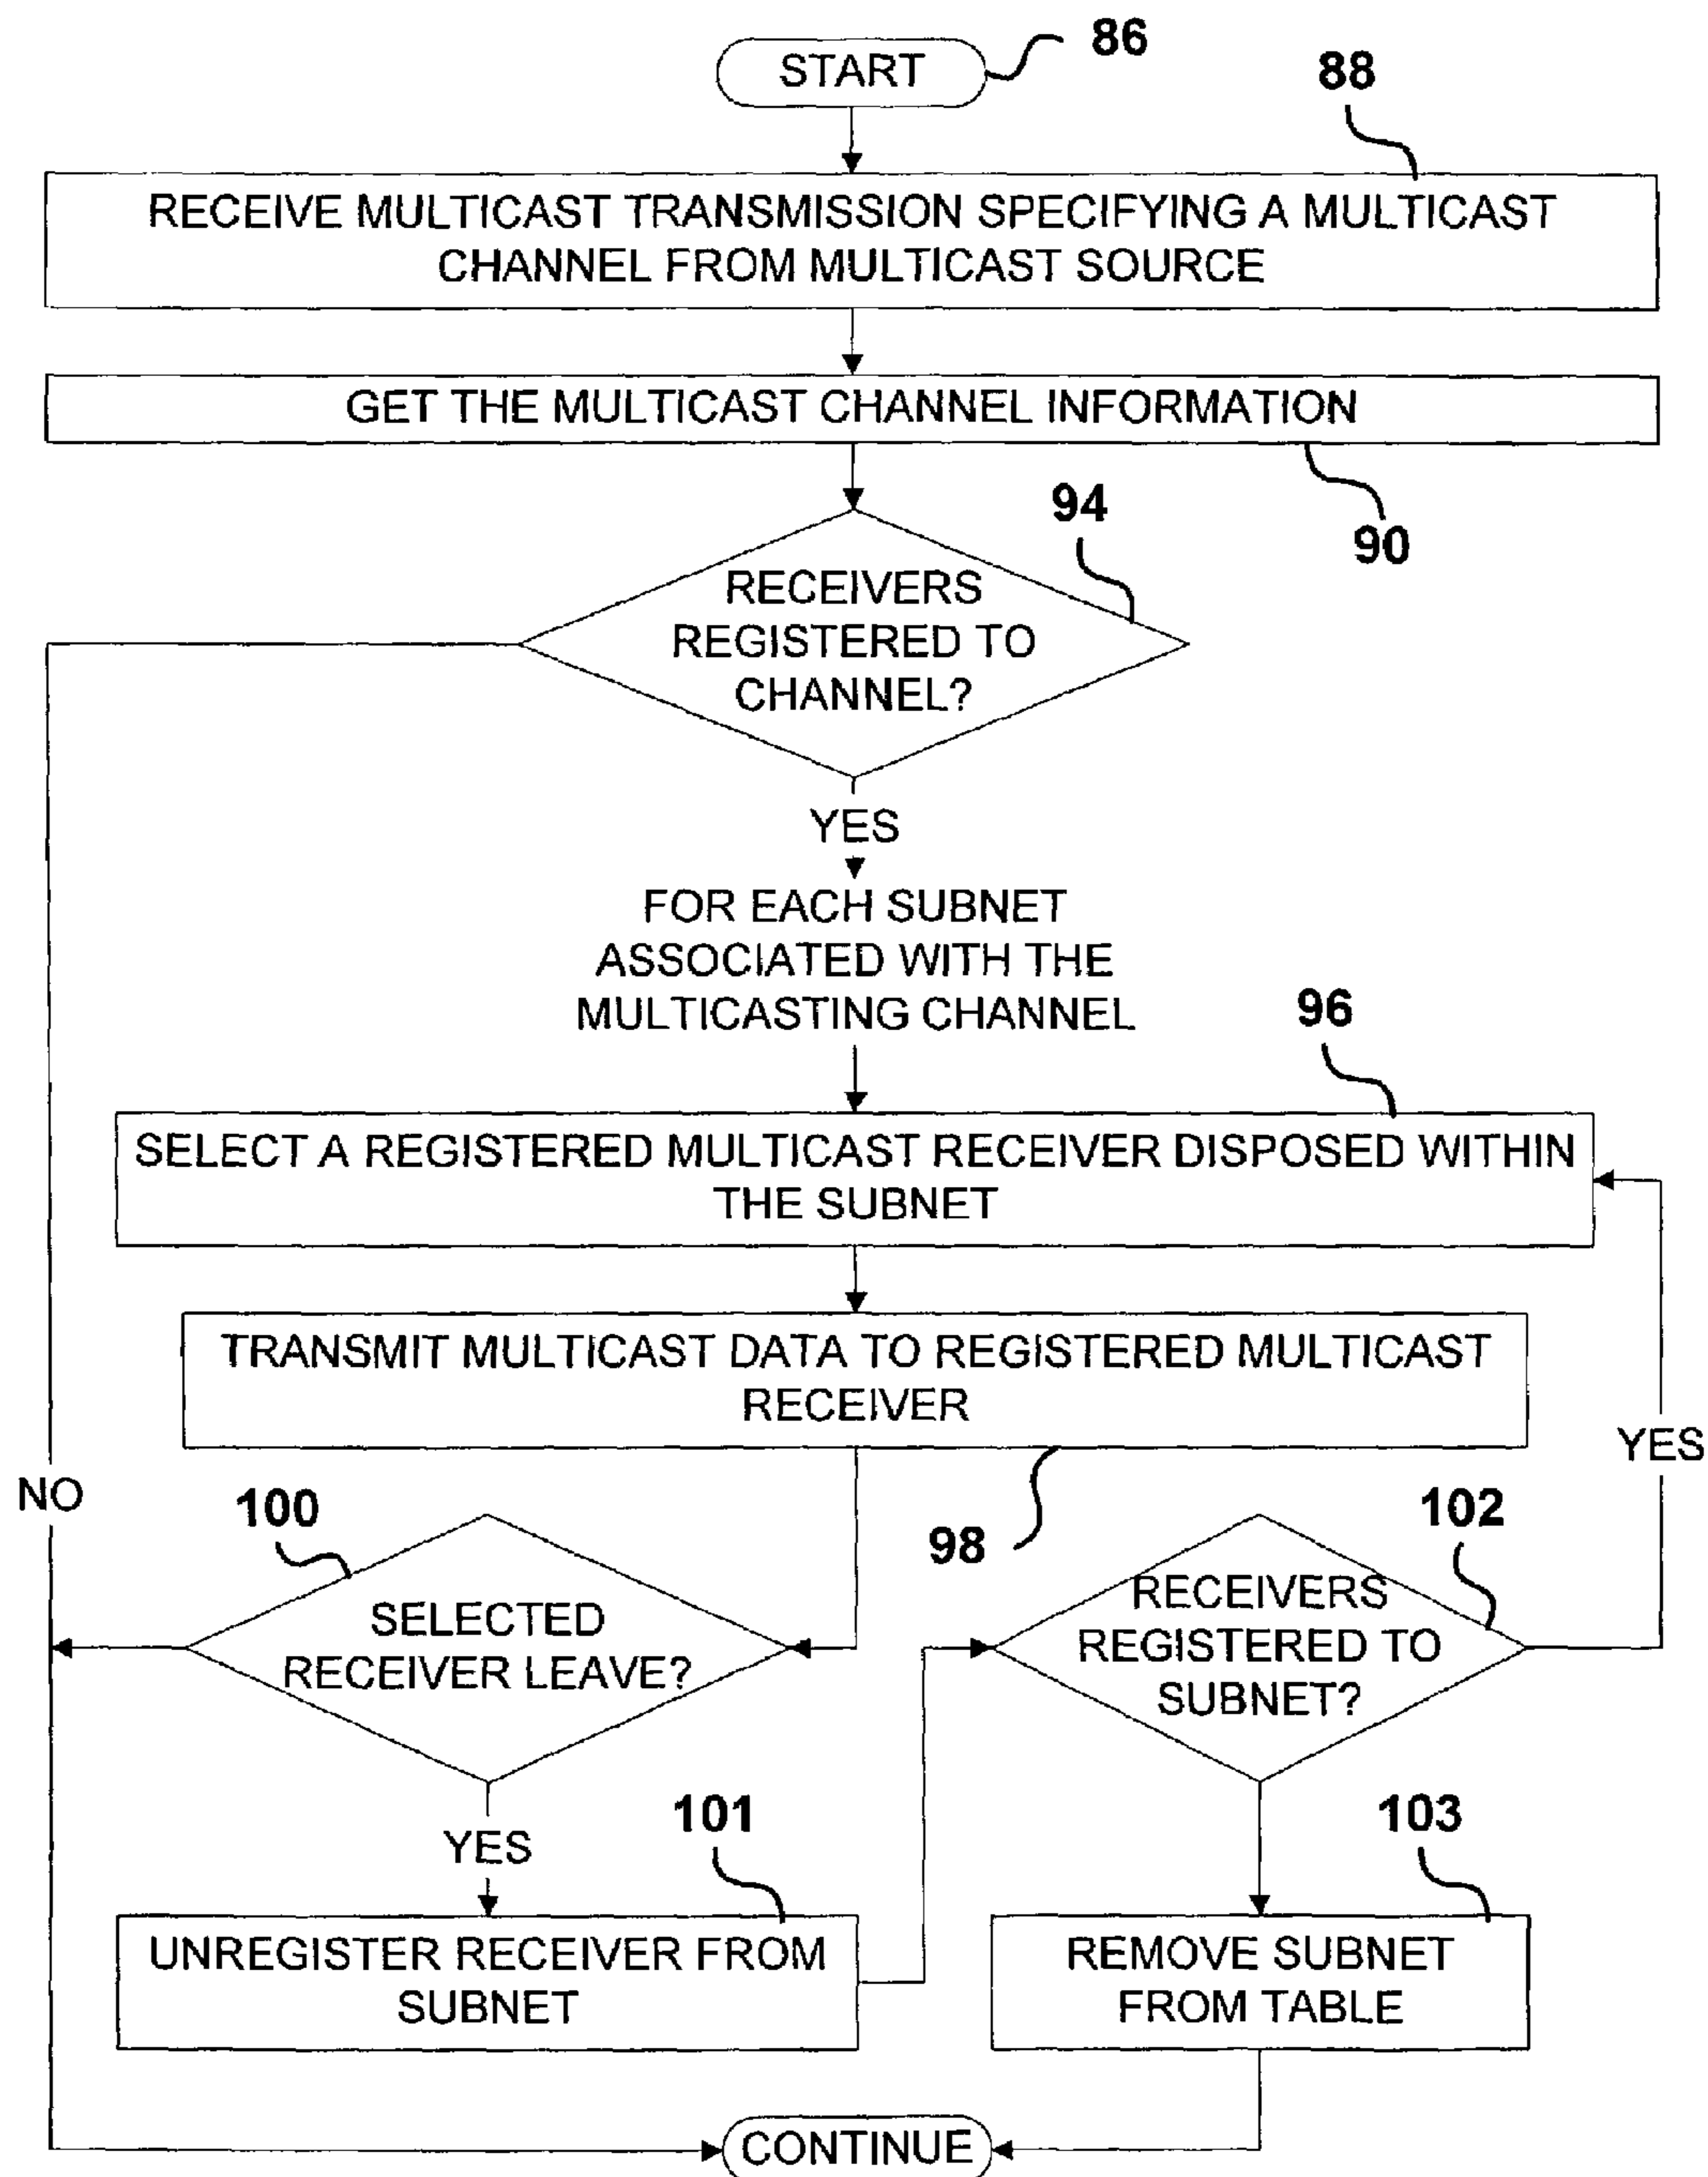 START
86
88
RECEIVE MULTICAST TRANSMISSION SPECIFYING A MULTICAST
CHANNEL FROM MULTICAST SOURCE
GET THE MULTICAST CHANNEL INFORMATION
90
94
RECEIVERS
REGISTERED TO
CHANNEL?
YES
FOR EACH SUBNET
ASSOCIATED WITH THE
MULTICASTING CHANNEL
96
SELECT A REGISTERED MULTICAST RECEIVER DISPOSED WITHIN
THE SUBNET
TRANSMIT MULTICAST DATA TO REGISTERED MULTICAST
RECEIVER
98
YES
NO
100
SELECTED
RECEIVER LEAVE?
102
RECEIVERS
REGISTERED TO
SUBNET?
YES
101
UNREGISTER RECEIVER FROM
SUBNET
103
REMOVE SUBNET
FROM TABLE
CONTINUE